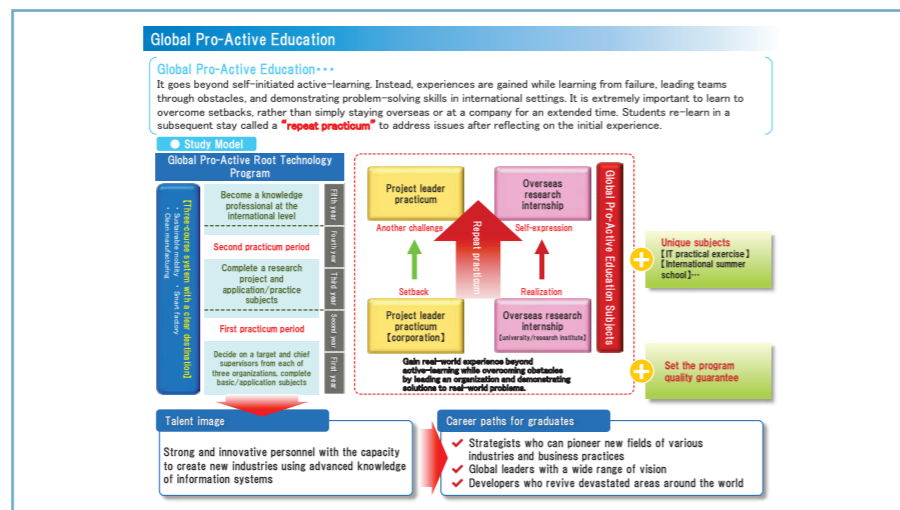 Global Pro-Active Education
Global Pro-Active Education・・・
It goes beyond self-initiated active-learning. Instead, experiences are gained while learning from failure, leading teams
through obstacles, and demonstrating problem-solving skills in international settings. It is extremely important to learn to
overcome setbacks, rather than simply staying overseas or at a company for an extended time. Students re-learn in a
subsequent stay called a "repeat practicum" to address issues after reflecting on the initial experience.
● Study Model
Global Pro-Active Root Technology
Program
【Three-course system with a clear destination】
・Sustainable mobility ・Smart factory
・Clean manufacturing
Become a knowledge
professional at the
international level
Second practicum period
Complete a research
project and
application/practice
subjects
First practicum period
Decide on a target and chief
supervisors from each of
three organizations, complete
basic/application subjects
Fifth year
Fourth year
Third year
Second year
First year
Project leader
practicum
Another challenge
Setback
Project leader
practicum
【corporation】
Repeat practicum
Overseas
research
internship
Self-expression
Realization
Overseas research
internship
【university/research institute】
Gain real-world experience beyond
active-learning while overcoming obstacles
by leading an organization and demonstrating
solutions to real-world problems.
Global Pro-Active Education Subjects
Unique subjects
【IT practical exercise】
【International summer
school】…
Set the program
quality guarantee
Talent image
Strong and innovative personnel with the capacity
to create new industries using advanced knowledge
of information systems
Career paths for graduates
✓ Strategists who can pioneer new fields of various
industries and business practices
✓ Global leaders with a wide range of vision
✓ Developers who revive devastated areas around the world